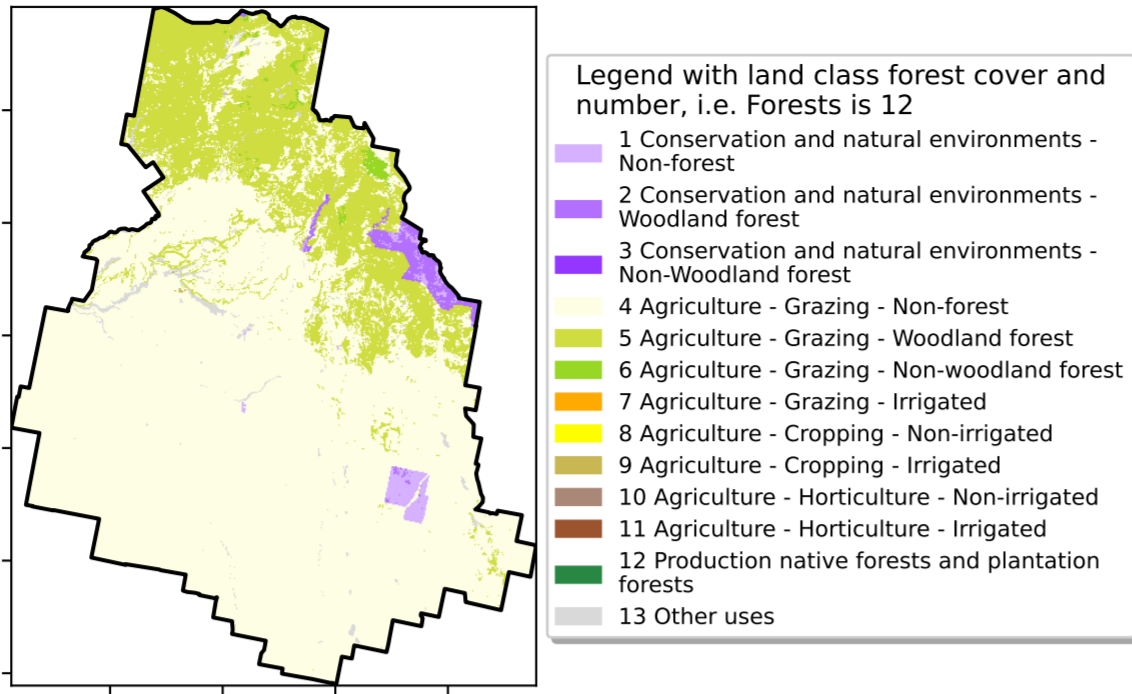 Legend with land class forest cover and
number, i.e. Forests is 12
1 Conservation and natural environments -
Non-forest
2 Conservation and natural environments -
Woodland forest
3 Conservation and natural environments -
Non-Woodland forest
4 Agriculture - Grazing - Non-forest
5 Agriculture - Grazing - Woodland forest
6 Agriculture - Grazing - Non-woodland forest
7 Agriculture - Grazing - Irrigated
8 Agriculture - Cropping - Non-irrigated
9 Agriculture - Cropping - Irrigated
10 Agriculture - Horticulture - Non-irrigated
11 Agriculture - Horticulture - Irrigated
12 Production native forests and plantation
forests
13 Other uses